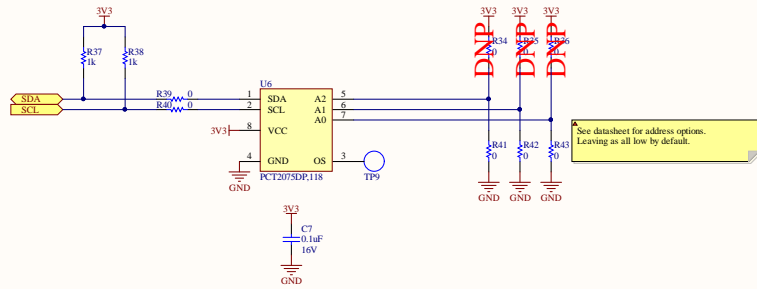 3V3
3V3
3V3
3V3
R37
1k
R38
1k
DNP
R34
0
DNP
R35
0
DNP
R36
0
SDA
SCL
R39
0
R40
0
U6
1
SDA
2
SCL
8
VCC
4
GND
A2
5
A1
6
A0
7
OS
3
3V3
GND
PCT2075DP,118
TP9
R41
0
R42
0
R43
0
GND
GND
GND
See datasheet for address options.
Leaving as all low by default.
3V3
C7
0.1uF
16V
GND